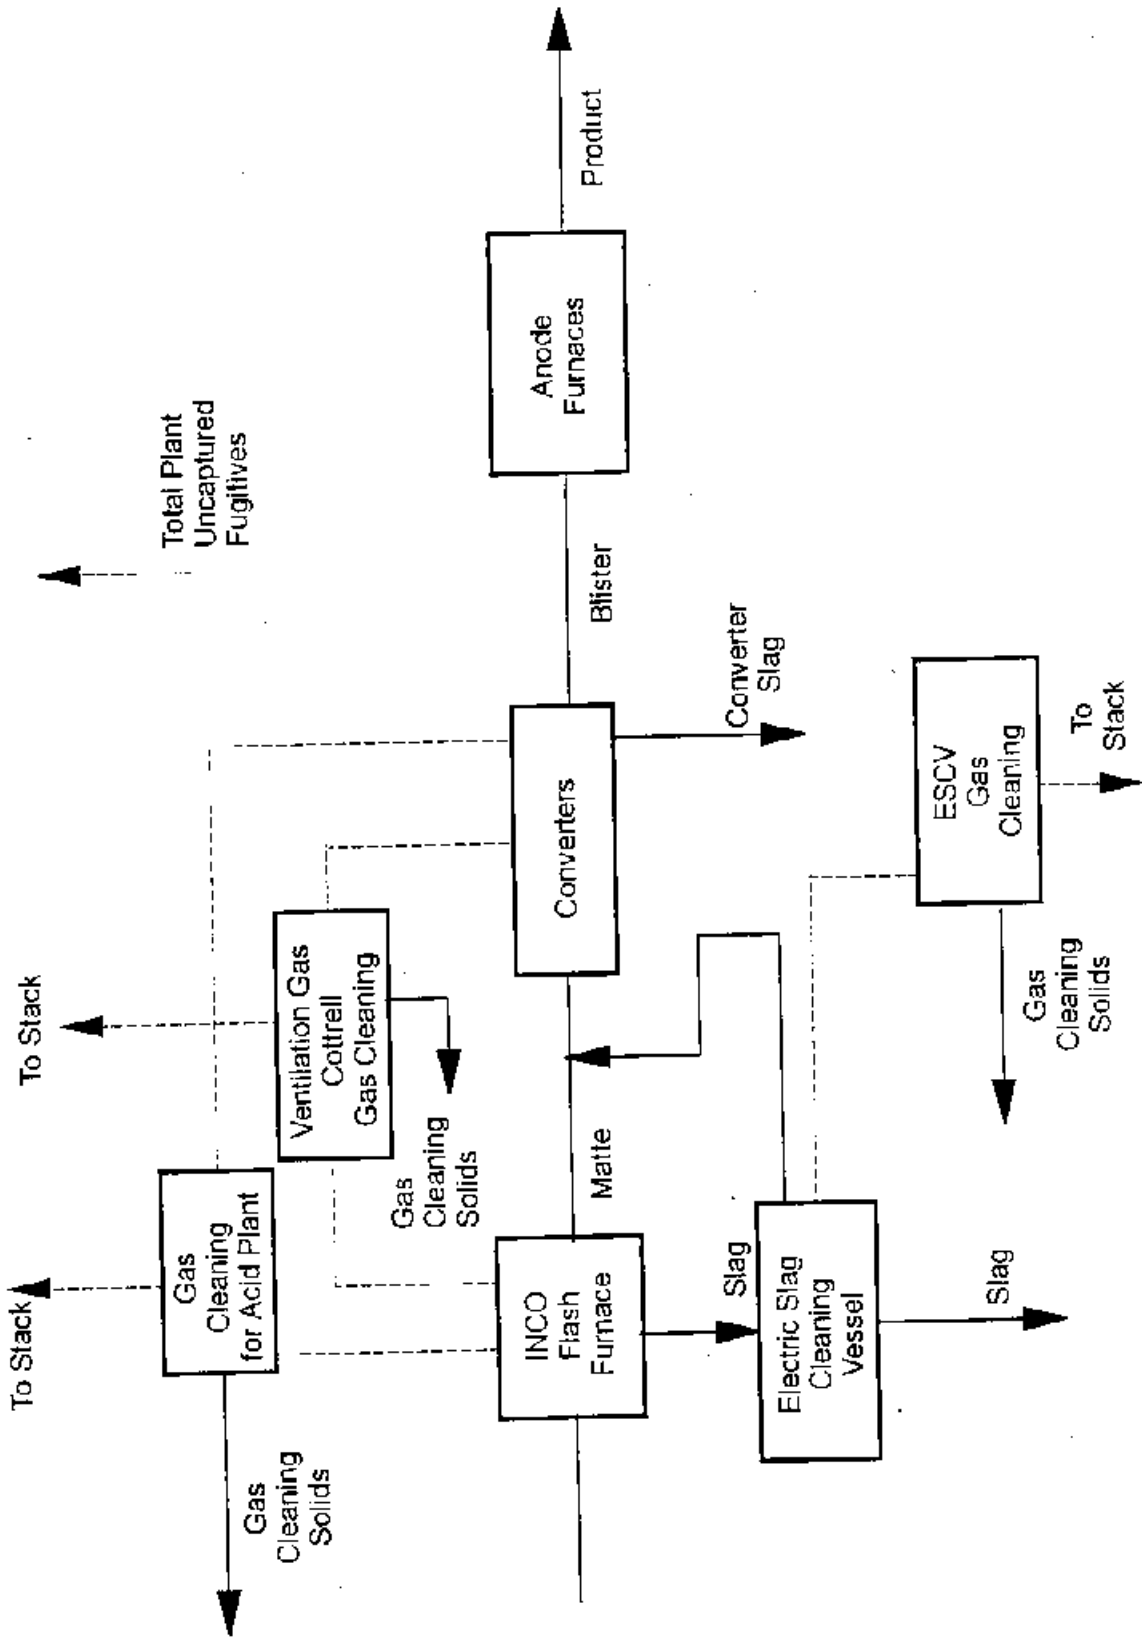 To Stack
Gas
Cleaning
for Acid Plant
Gas
Cleaning
Solids
To Stack
Ventilation Gas
Cottrell
Gas Cleaning
Gas
Cleaning
Solids
Total Plant
Uncaptured
Fugitives
INCO
Flash
Furnace
Matte
Converters
Blister
Anode
Furnaces
Product
Slag
Converter
Slag
Electric Slag
Cleaning
Vessel
Slag
Gas
Cleaning
Solids
ESCV
Gas
Cleaning
To
Stack